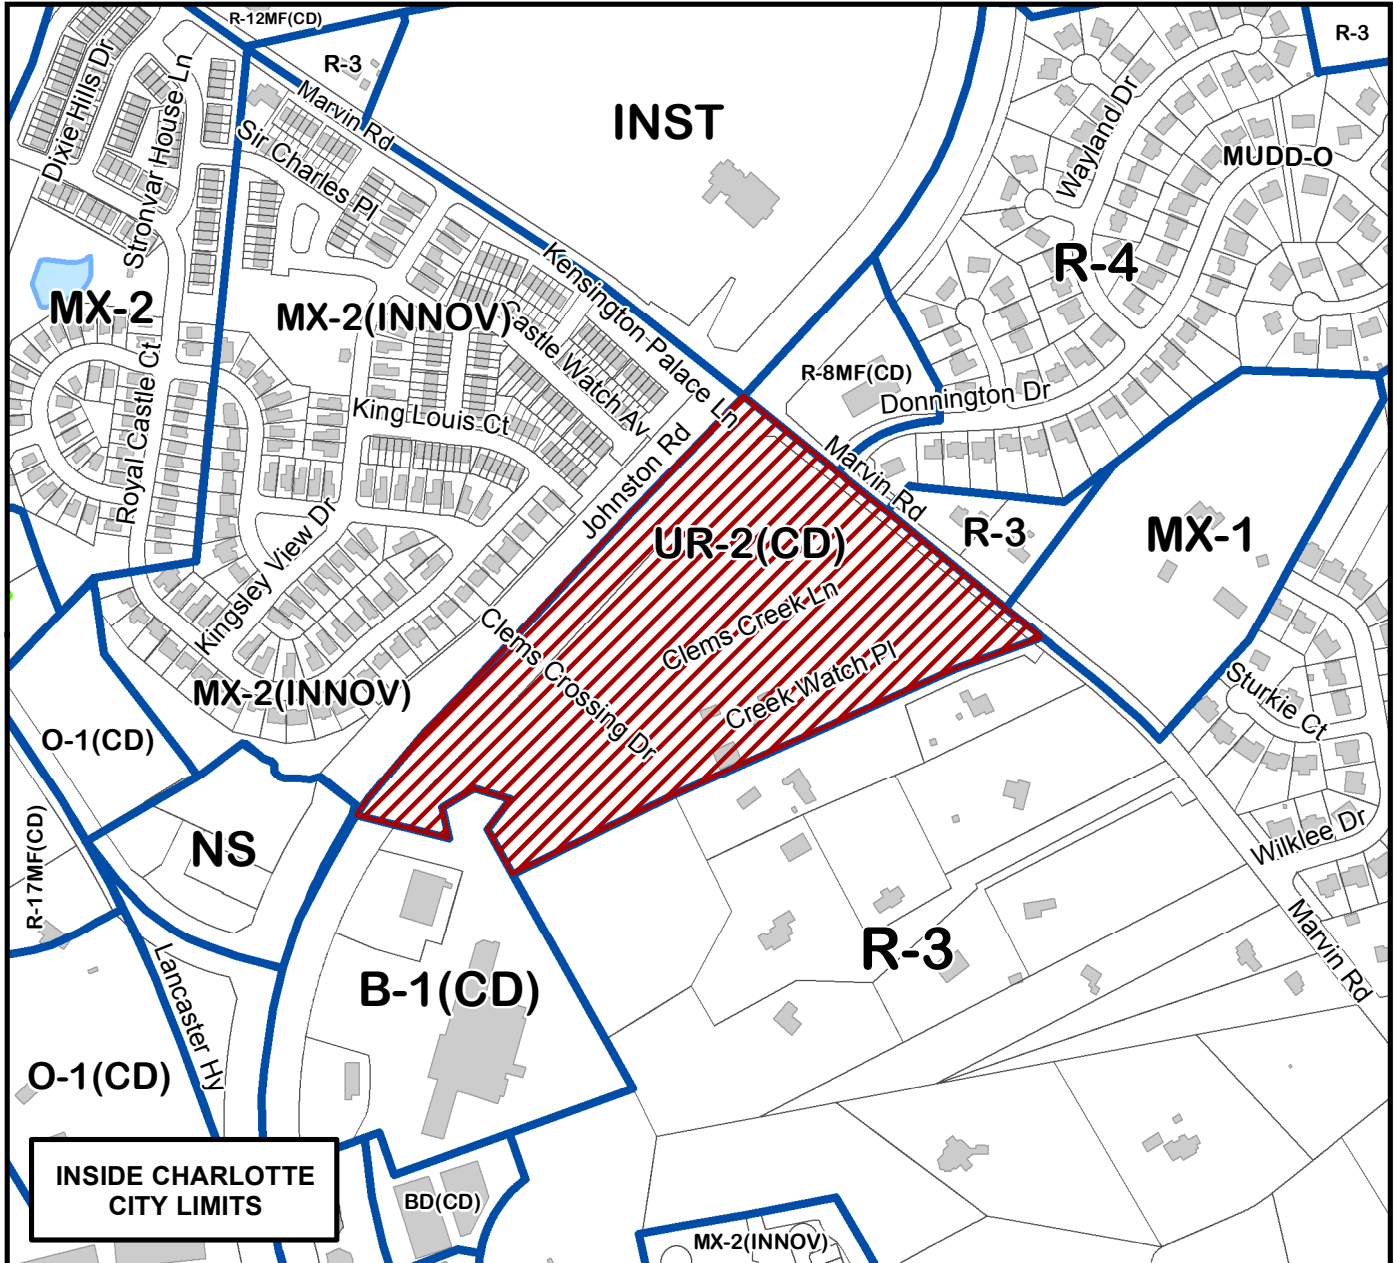 R-12MF(CD)
R-3
R-3
Dixie Hills Dr
Stronvar House Ln
Marvin Rd
Sir Charles Pl
INST
Wayland Dr
MUDD-O
R-4
MX-2
MX-2(INNOV)
Kensington Palace Ln
Castle Watch Av
R-8MF(CD)
Donnington Dr
King Louis Ct
Royal Castle Ct
Johnston Rd
Marvin Rd
Kingsley View Dr
UR-2(CD)
R-3
MX-1
Clems Creek Ln
Clems Crossing Dr
Creek Watch Pl
MX-2(INNOV)
Sturkie Ct
O-1(CD)
NS
R-17MF(CD)
Wilklee Dr
Marvin Rd
Lancaster Hy
B-1(CD)
R-3
O-1(CD)
INSIDE CHARLOTTE
CITY LIMITS
BD(CD)
MX-2(INNOV)